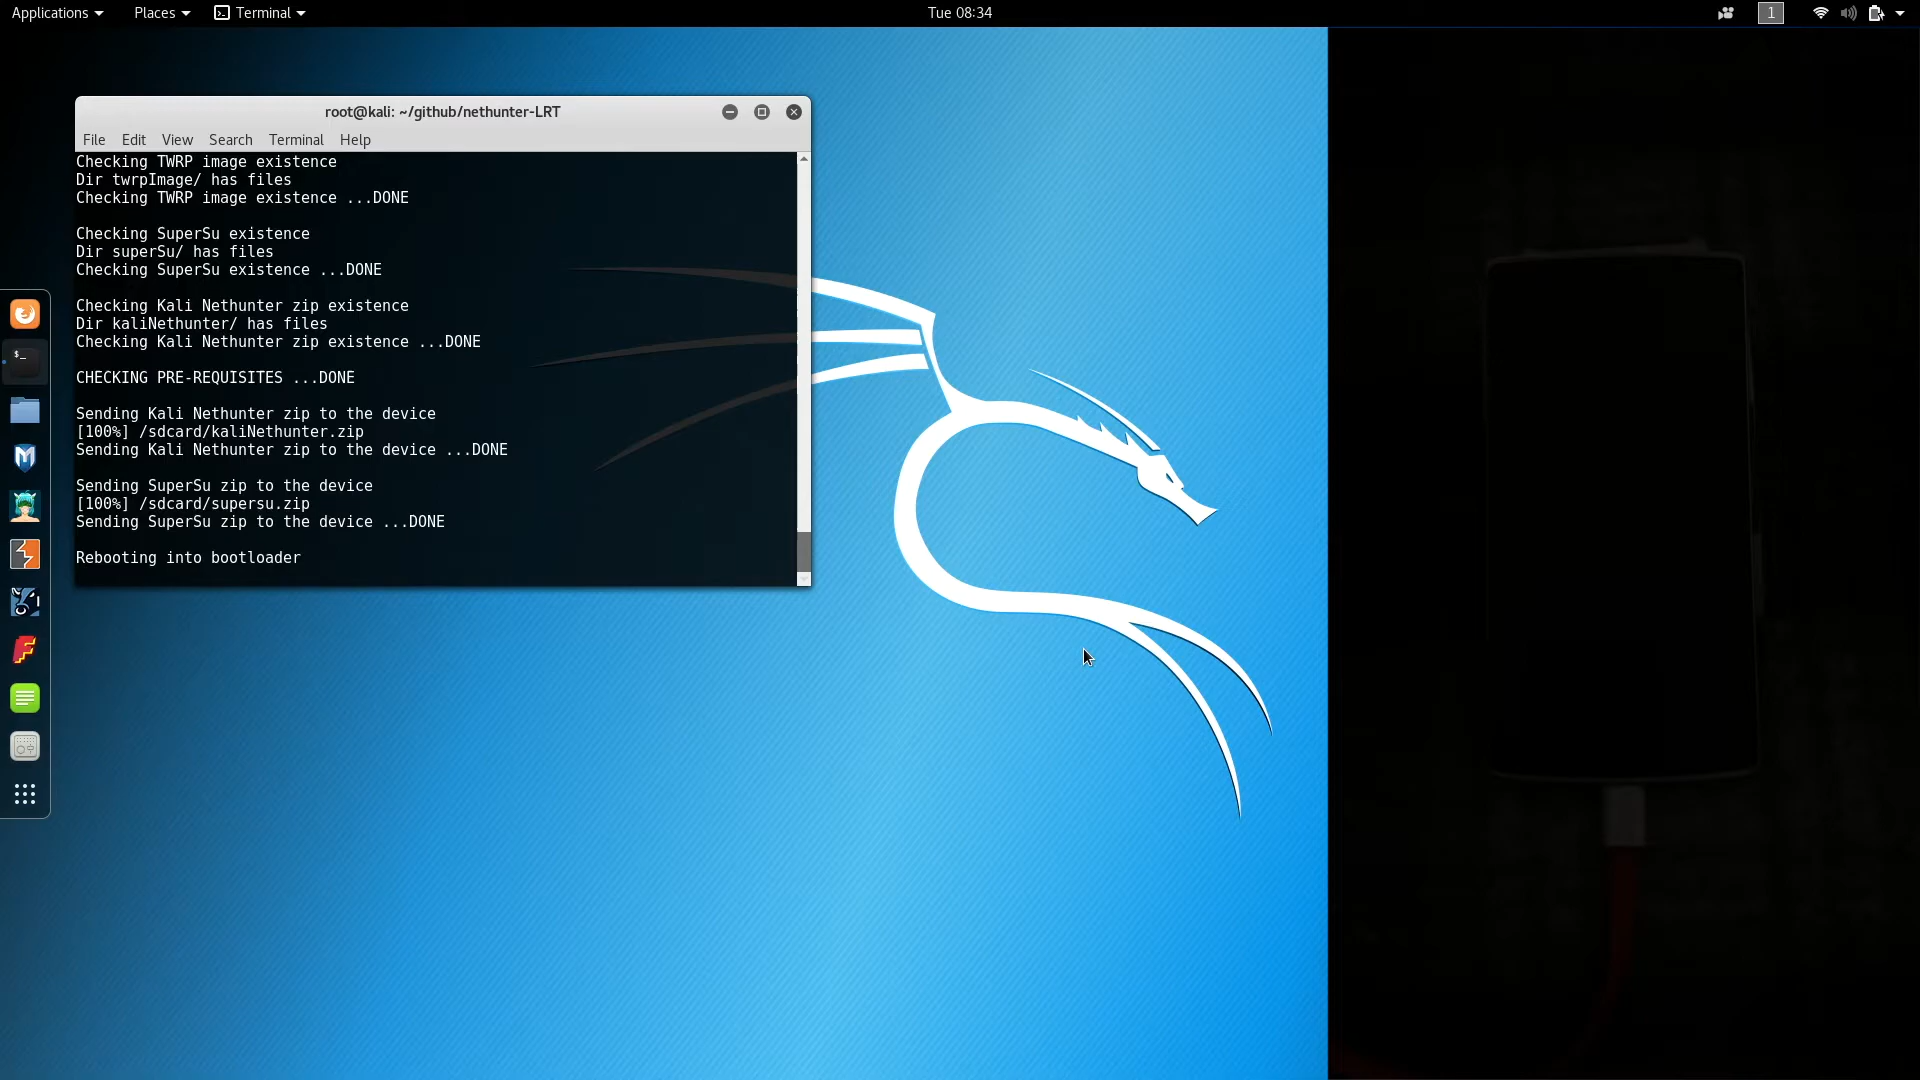 Applications Places Terminal Tue 08:34 1
root@kali: ~/github/nethunter-LRT
File Edit View Search Terminal Help
Checking TWRP image existence
Dir twrpImage/ has files
Checking TWRP image existence ...DONE
Checking SuperSu existence
Dir superSu/ has files
Checking SuperSu existence ...DONE
Checking Kali Nethunter zip existence
Dir kaliNethunter/ has files
Checking Kali Nethunter zip existence ...DONE
CHECKING PRE-REQUISITES ...DONE
Sending Kali Nethunter zip to the device
[100%] /sdcard/kaliNethunter.zip
Sending Kali Nethunter zip to the device ...DONE
Sending SuperSu zip to the device
[100%] /sdcard/supersu.zip
Sending SuperSu zip to the device ...DONE
Rebooting into bootloader
$_